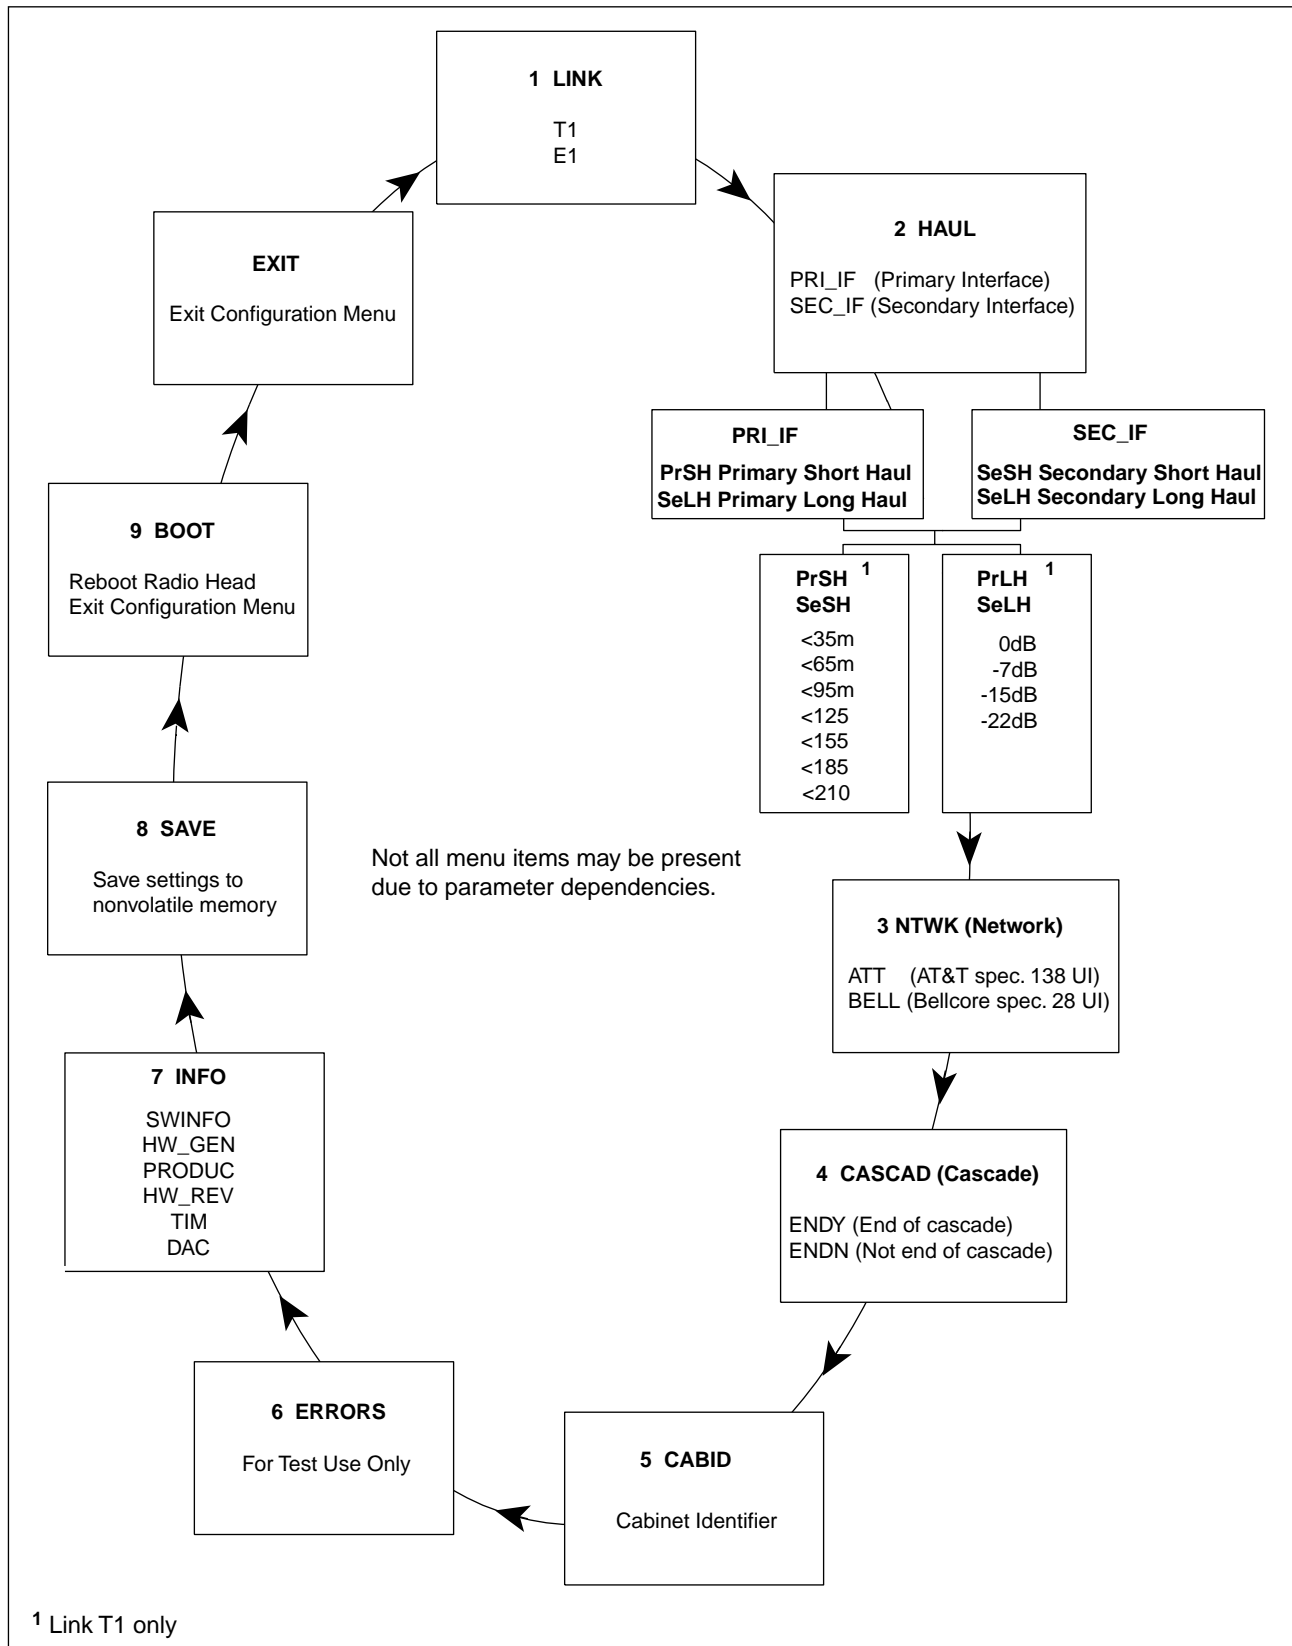 1 LINK
T1
E1
2 HAUL
PRI_IF (Primary Interface)
SEC_IF (Secondary Interface)
PRI_IF
PrSH Primary Short Haul
SeLH Primary Long Haul
SEC_IF
SeSH Secondary Short Haul
SeLH Secondary Long Haul
PrSH 1
SeSH
<35m
<65m
<95m
<125
<155
<185
<210
PrLH 1
SeLH
0dB
-7dB
-15dB
-22dB
3 NTWK (Network)
ATT (AT&T spec. 138 UI)
BELL (Bellcore spec. 28 UI)
4 CASCAD (Cascade)
ENDY (End of cascade)
ENDN (Not end of cascade)
5 CABID
Cabinet Identifier
6 ERRORS
For Test Use Only
7 INFO
SWINFO
HW_GEN
PRODUC
HW_REV
TIM
DAC
8 SAVE
Save settings to
nonvolatile memory
9 BOOT
Reboot Radio Head
Exit Configuration Menu
EXIT
Exit Configuration Menu
Not all menu items may be present
due to parameter dependencies.
1 Link T1 only